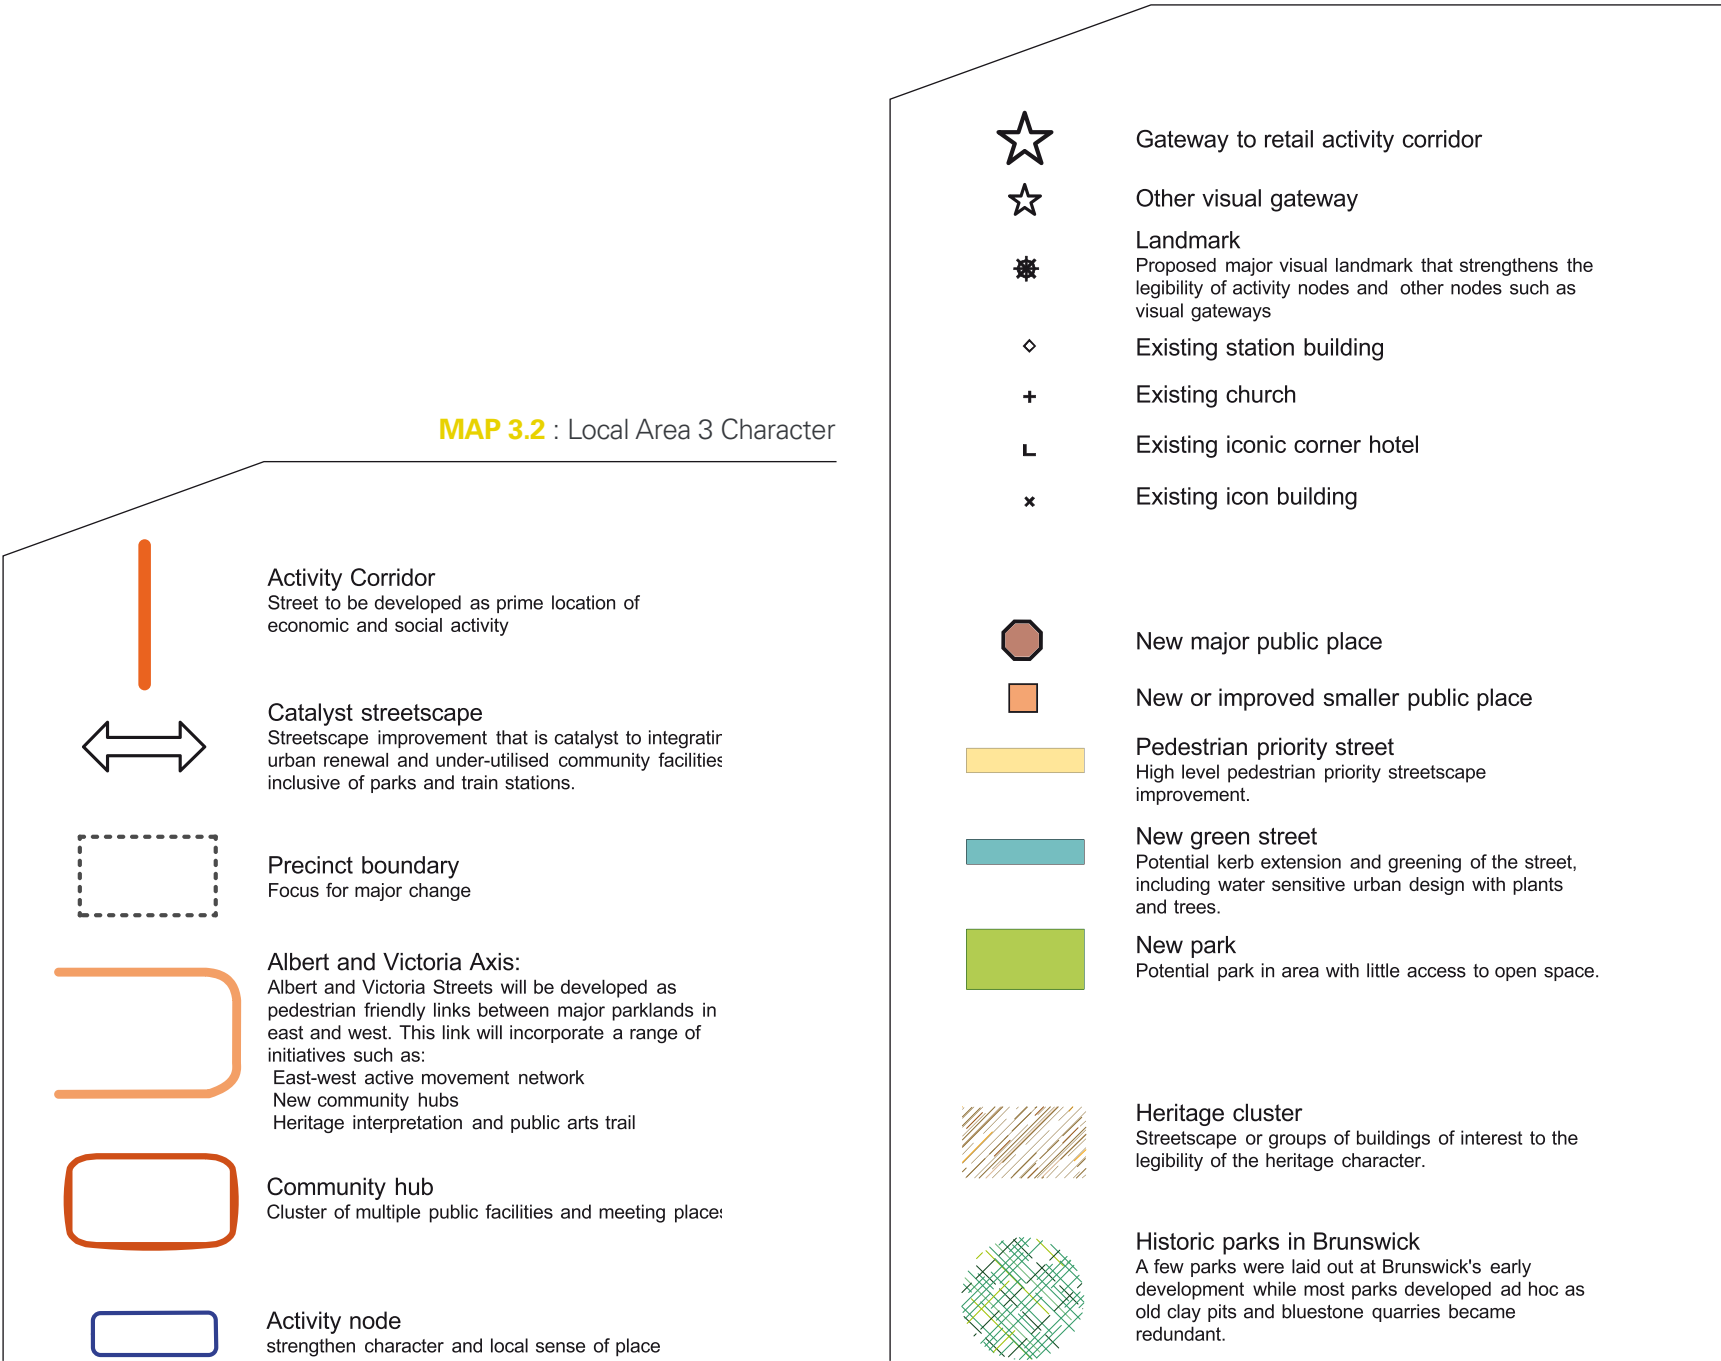 MAP 3.2 : Local Area 3 Character
Activity Corridor
Street to be developed as prime location of
economic and social activity
Catalyst streetscape
Streetscape improvement that is catalyst to integratin
urban renewal and under-utilised community facilities
inclusive of parks and train stations.
Precinct boundary
Focus for major change
Albert and Victoria Axis:
Albert and Victoria Streets will be developed as
pedestrian friendly links between major parklands in
east and west. This link will incorporate a range of
initiatives such as:
East-west active movement network
New community hubs
Heritage interpretation and public arts trail
Community hub
Cluster of multiple public facilities and meeting places
Activity node
strengthen character and local sense of place
Gateway to retail activity corridor
Other visual gateway
Landmark
Proposed major visual landmark that strengthens the
legibility of activity nodes and other nodes such as
visual gateways
Existing station building
Existing church
Existing iconic corner hotel
Existing icon building
New major public place
New or improved smaller public place
Pedestrian priority street
High level pedestrian priority streetscape
improvement.
New green street
Potential kerb extension and greening of the street,
including water sensitive urban design with plants
and trees.
New park
Potential park in area with little access to open space.
Heritage cluster
Streetscape or groups of buildings of interest to the
legibility of the heritage character.
Historic parks in Brunswick
A few parks were laid out at Brunswick's early
development while most parks developed ad hoc as
old clay pits and bluestone quarries became
redundant.